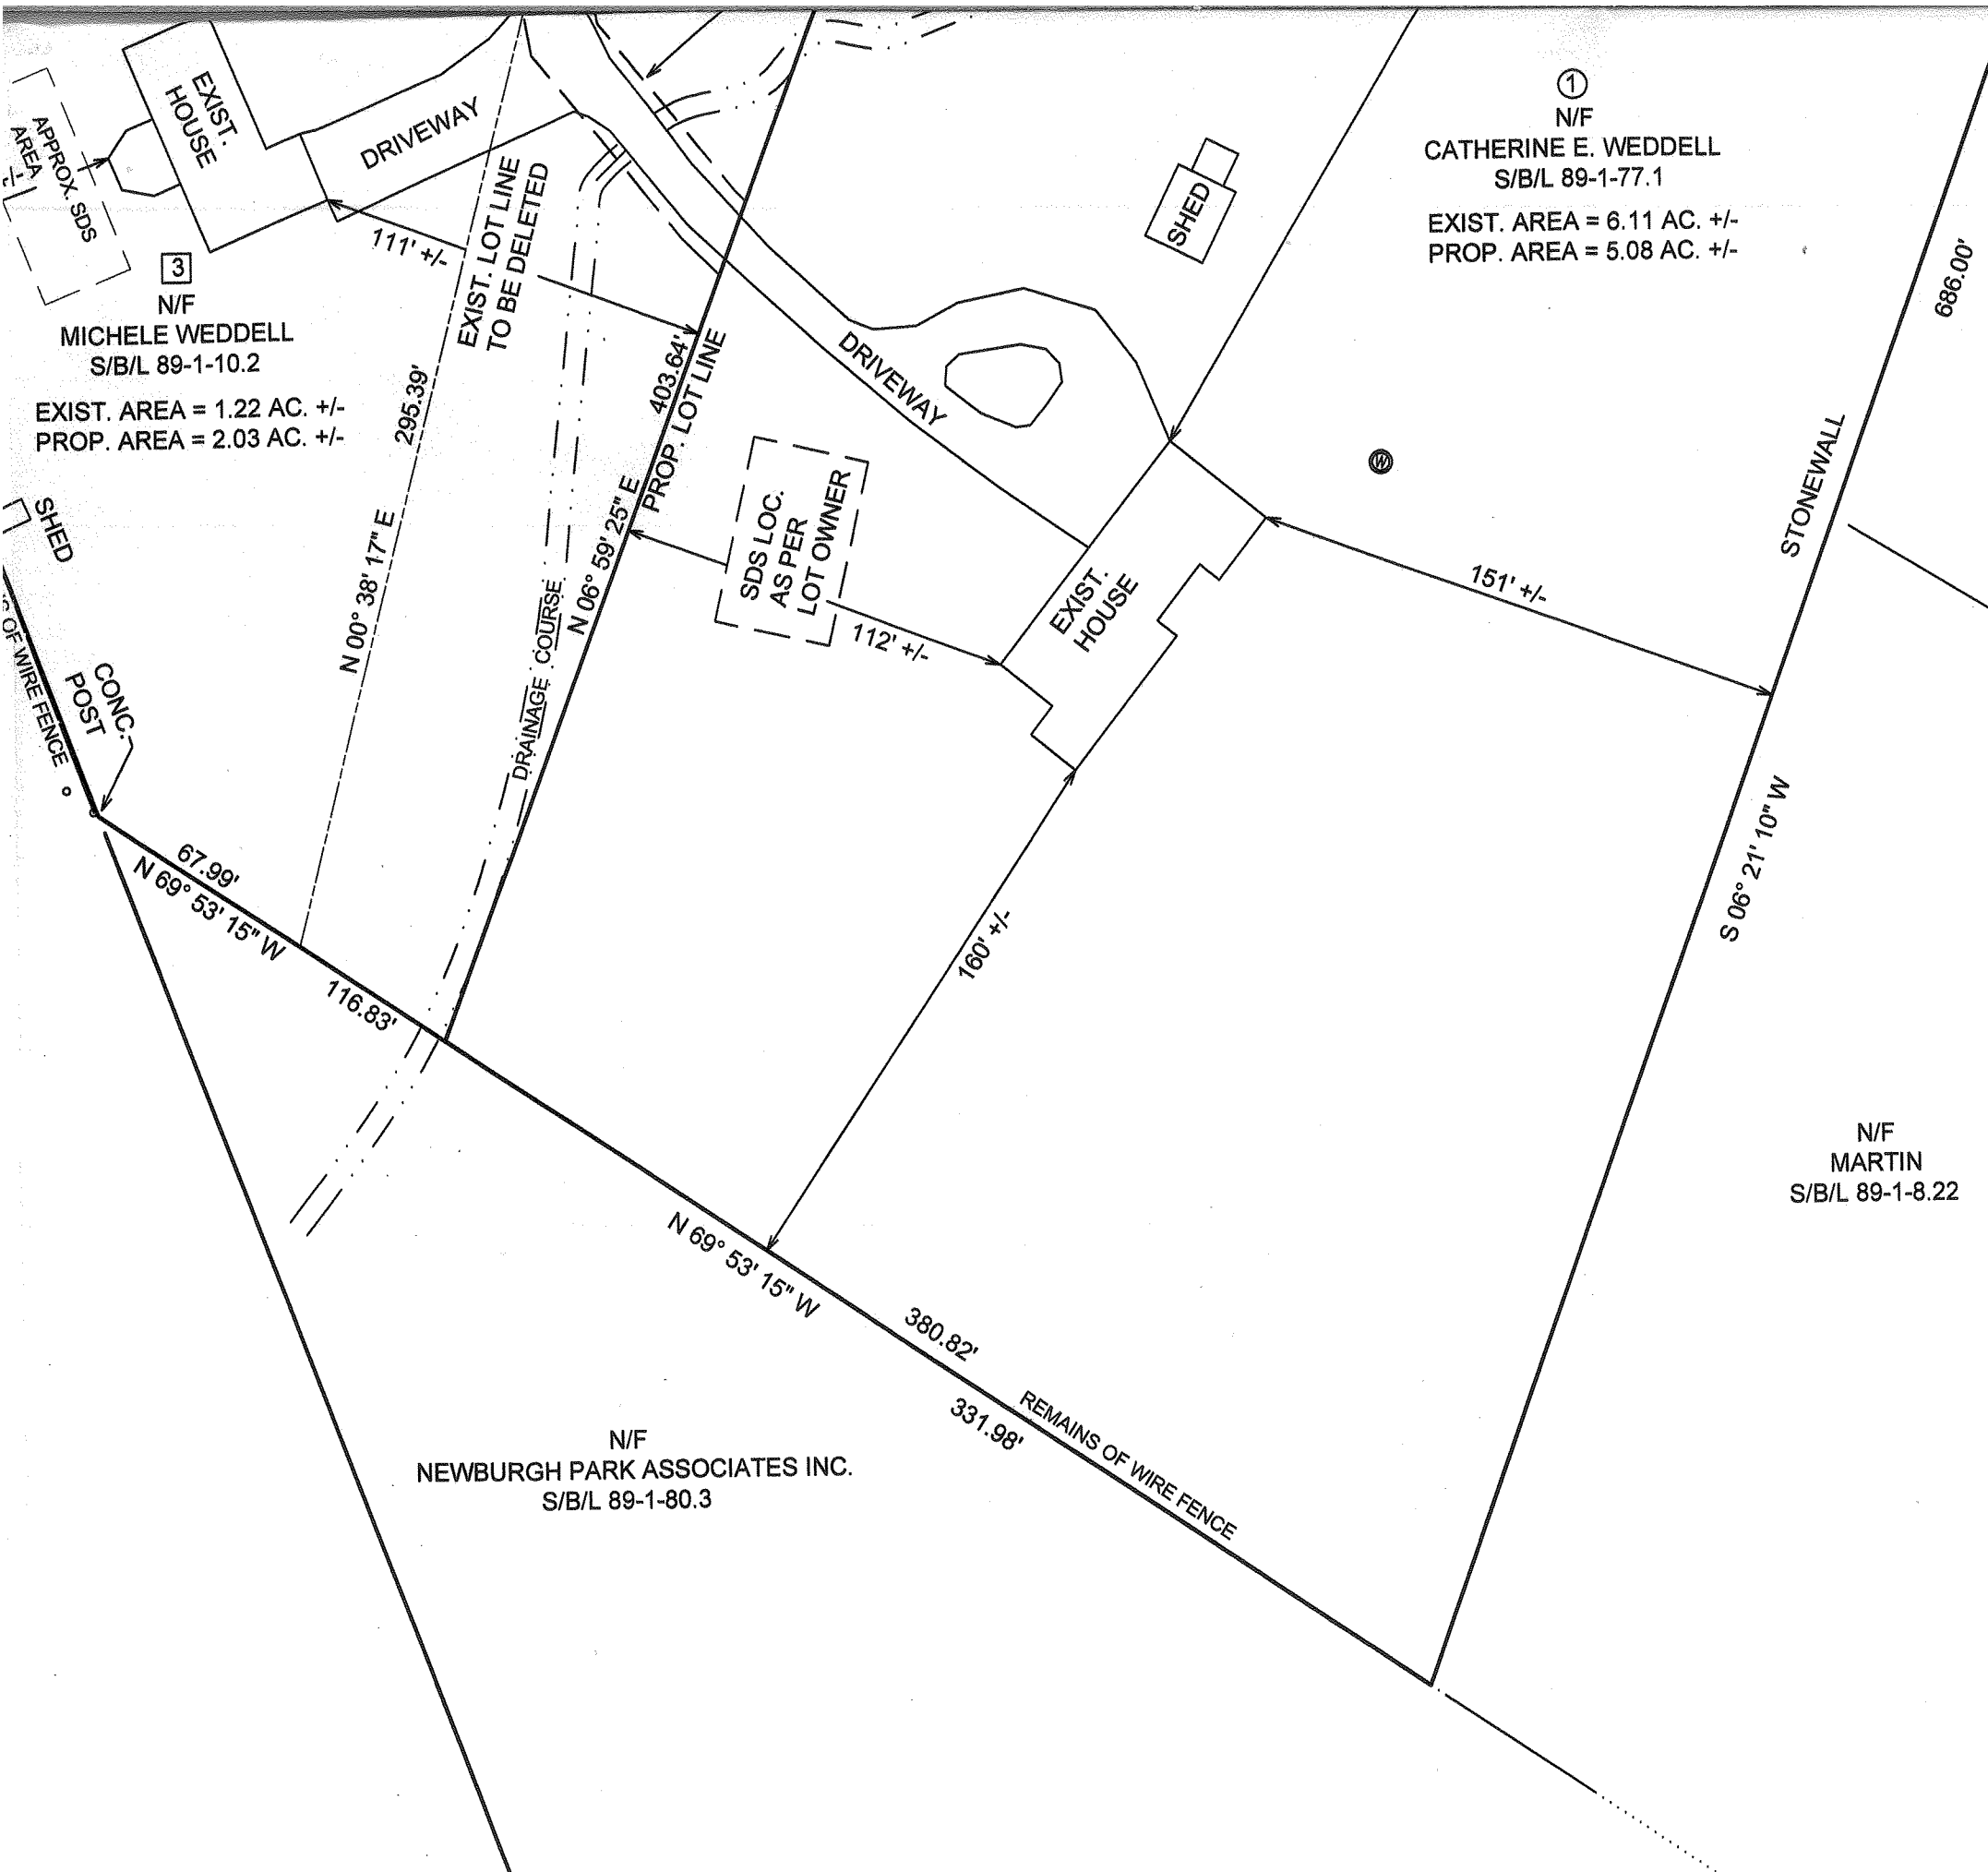 EXIST.
HOUSE
DRIVEWAY
APPROX. SDS
AREA
111' +/-
EXIST. LOT LINE
TO BE DELETED
3
N/F
MICHELE WEDDELL
S/B/L 89-1-10.2
EXIST. AREA = 1.22 AC. +/-
PROP. AREA = 2.03 AC. +/-
295.39'
N 00° 38' 17" E
403.64'
PROP. LOT LINE
N 06° 59' 25" E
DRAINAGE COURSE
SHED
OF WIRE FENCE
CONC.
POST
67.99'
N 69° 53' 15" W
116.83'
1
N/F
CATHERINE E. WEDDELL
S/B/L 89-1-77.1
EXIST. AREA = 6.11 AC. +/-
PROP. AREA = 5.08 AC. +/-
SHED
DRIVEWAY
SDS LOC.
AS PER
LOT OWNER
112' +/-
EXIST.
HOUSE
W
151' +/-
160' +/-
686.00'
STONEWALL
S 06° 21' 10" W
N/F
MARTIN
S/B/L 89-1-8.22
N 69° 53' 15" W
380.82'
331.98'
REMAINS OF WIRE FENCE
N/F
NEWBURGH PARK ASSOCIATES INC.
S/B/L 89-1-80.3